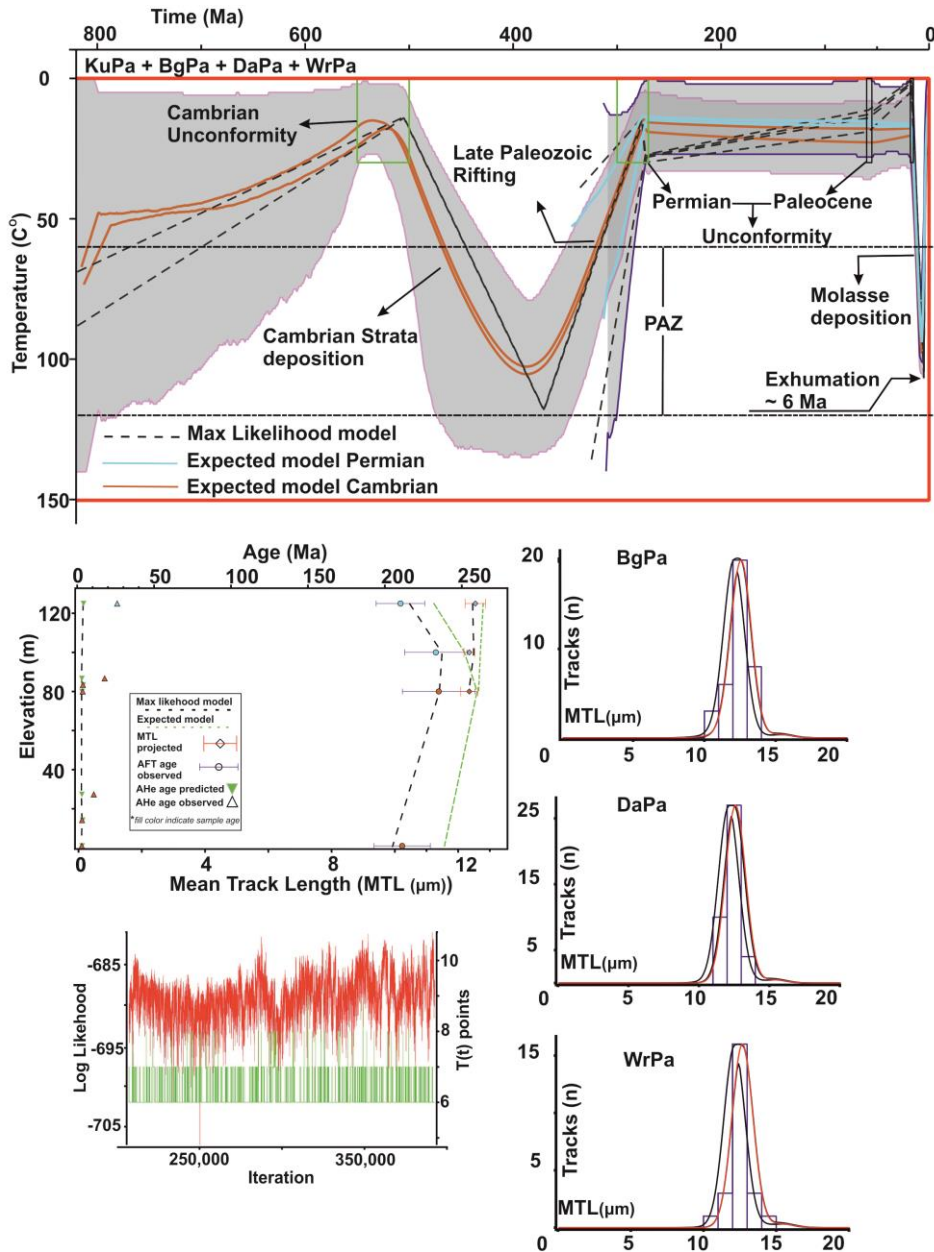 Time (Ma)
800 600 400 200 0
KuPa + BgPa + DaPa + WrPa
0
50
100
150
Temperature (C°)
Cambrian
Unconformity
Late Paleozoic
Rifting
Permian
Paleocene
Unconformity
Cambrian Strata
deposition
PAZ
Molasse
deposition
Exhumation
~ 6 Ma
Max Likelihood model
Expected model Permian
Expected model Cambrian
Age (Ma)
0 50 100 150 200 250
120
80
40
Elevation (m)
Max likehood model
Expected model
MTL
projected
AFT age
observed
AHe age predicted
AHe age observed
*fill color indicate sample age
0 4 8 12
Mean Track Length (MTL (µm))
-685
-695
-705
Log Likelihood
10
8
6
T(t) points
250,000 350,000
Iteration
BgPa
20
10
0
Tracks (n)
MTL(µm)
5 10 15 20
DaPa
25
15
5
0
Tracks (n)
MTL(µm)
5 10 15 20
WrPa
15
5
0
Tracks (n)
MTL(µm)
5 10 15 20